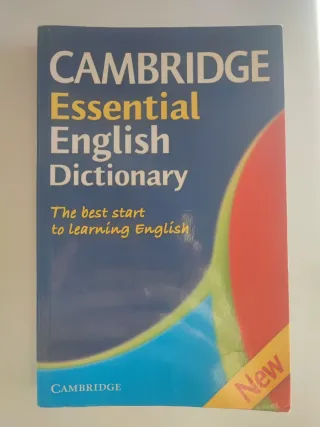 CAMBRIDGE
Essential
English
Dictionary
The best start
to learning English
New
CAMBRIDGE